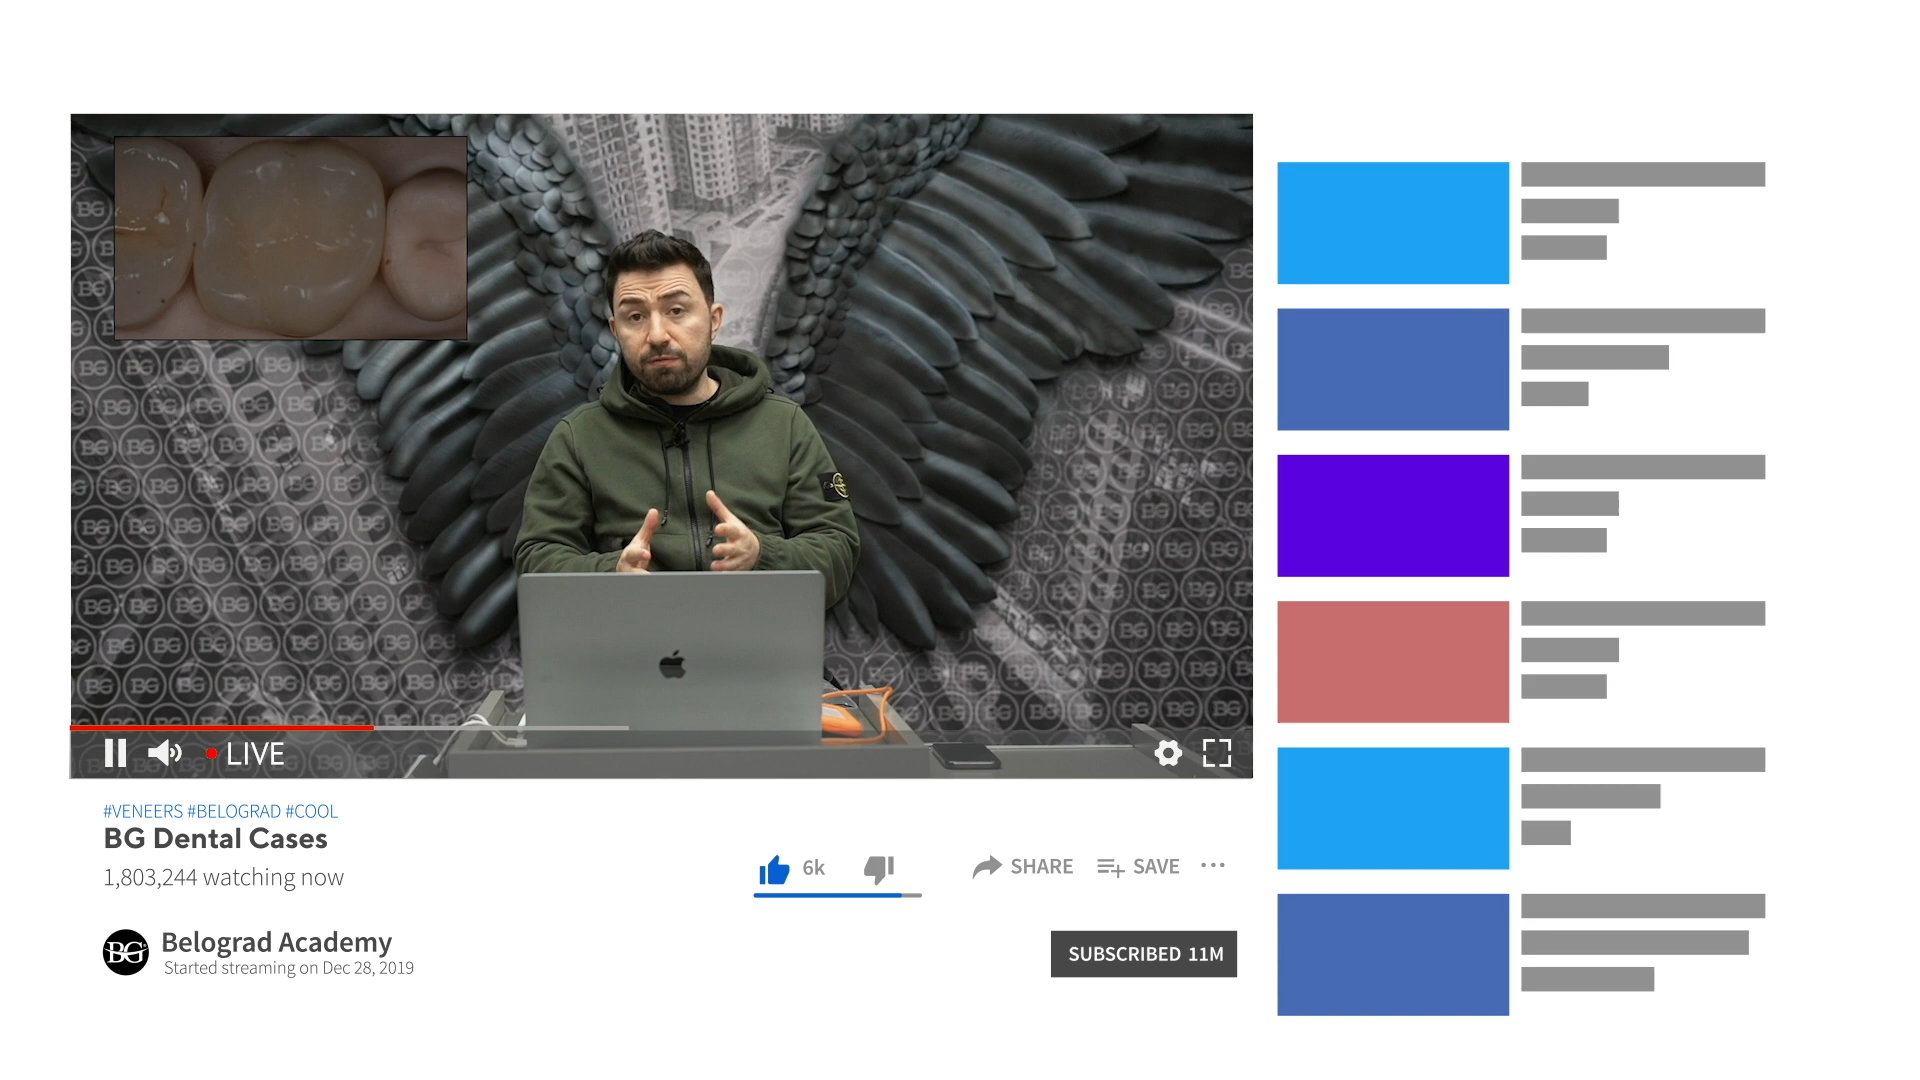 LIVE
#VENEERS #BELOGRAD #COOL
BG Dental Cases
1,803,244 watching now
6k
SHARE
SAVE
BG
Belograd Academy
Started streaming on Dec 28, 2019
SUBSCRIBED 11M